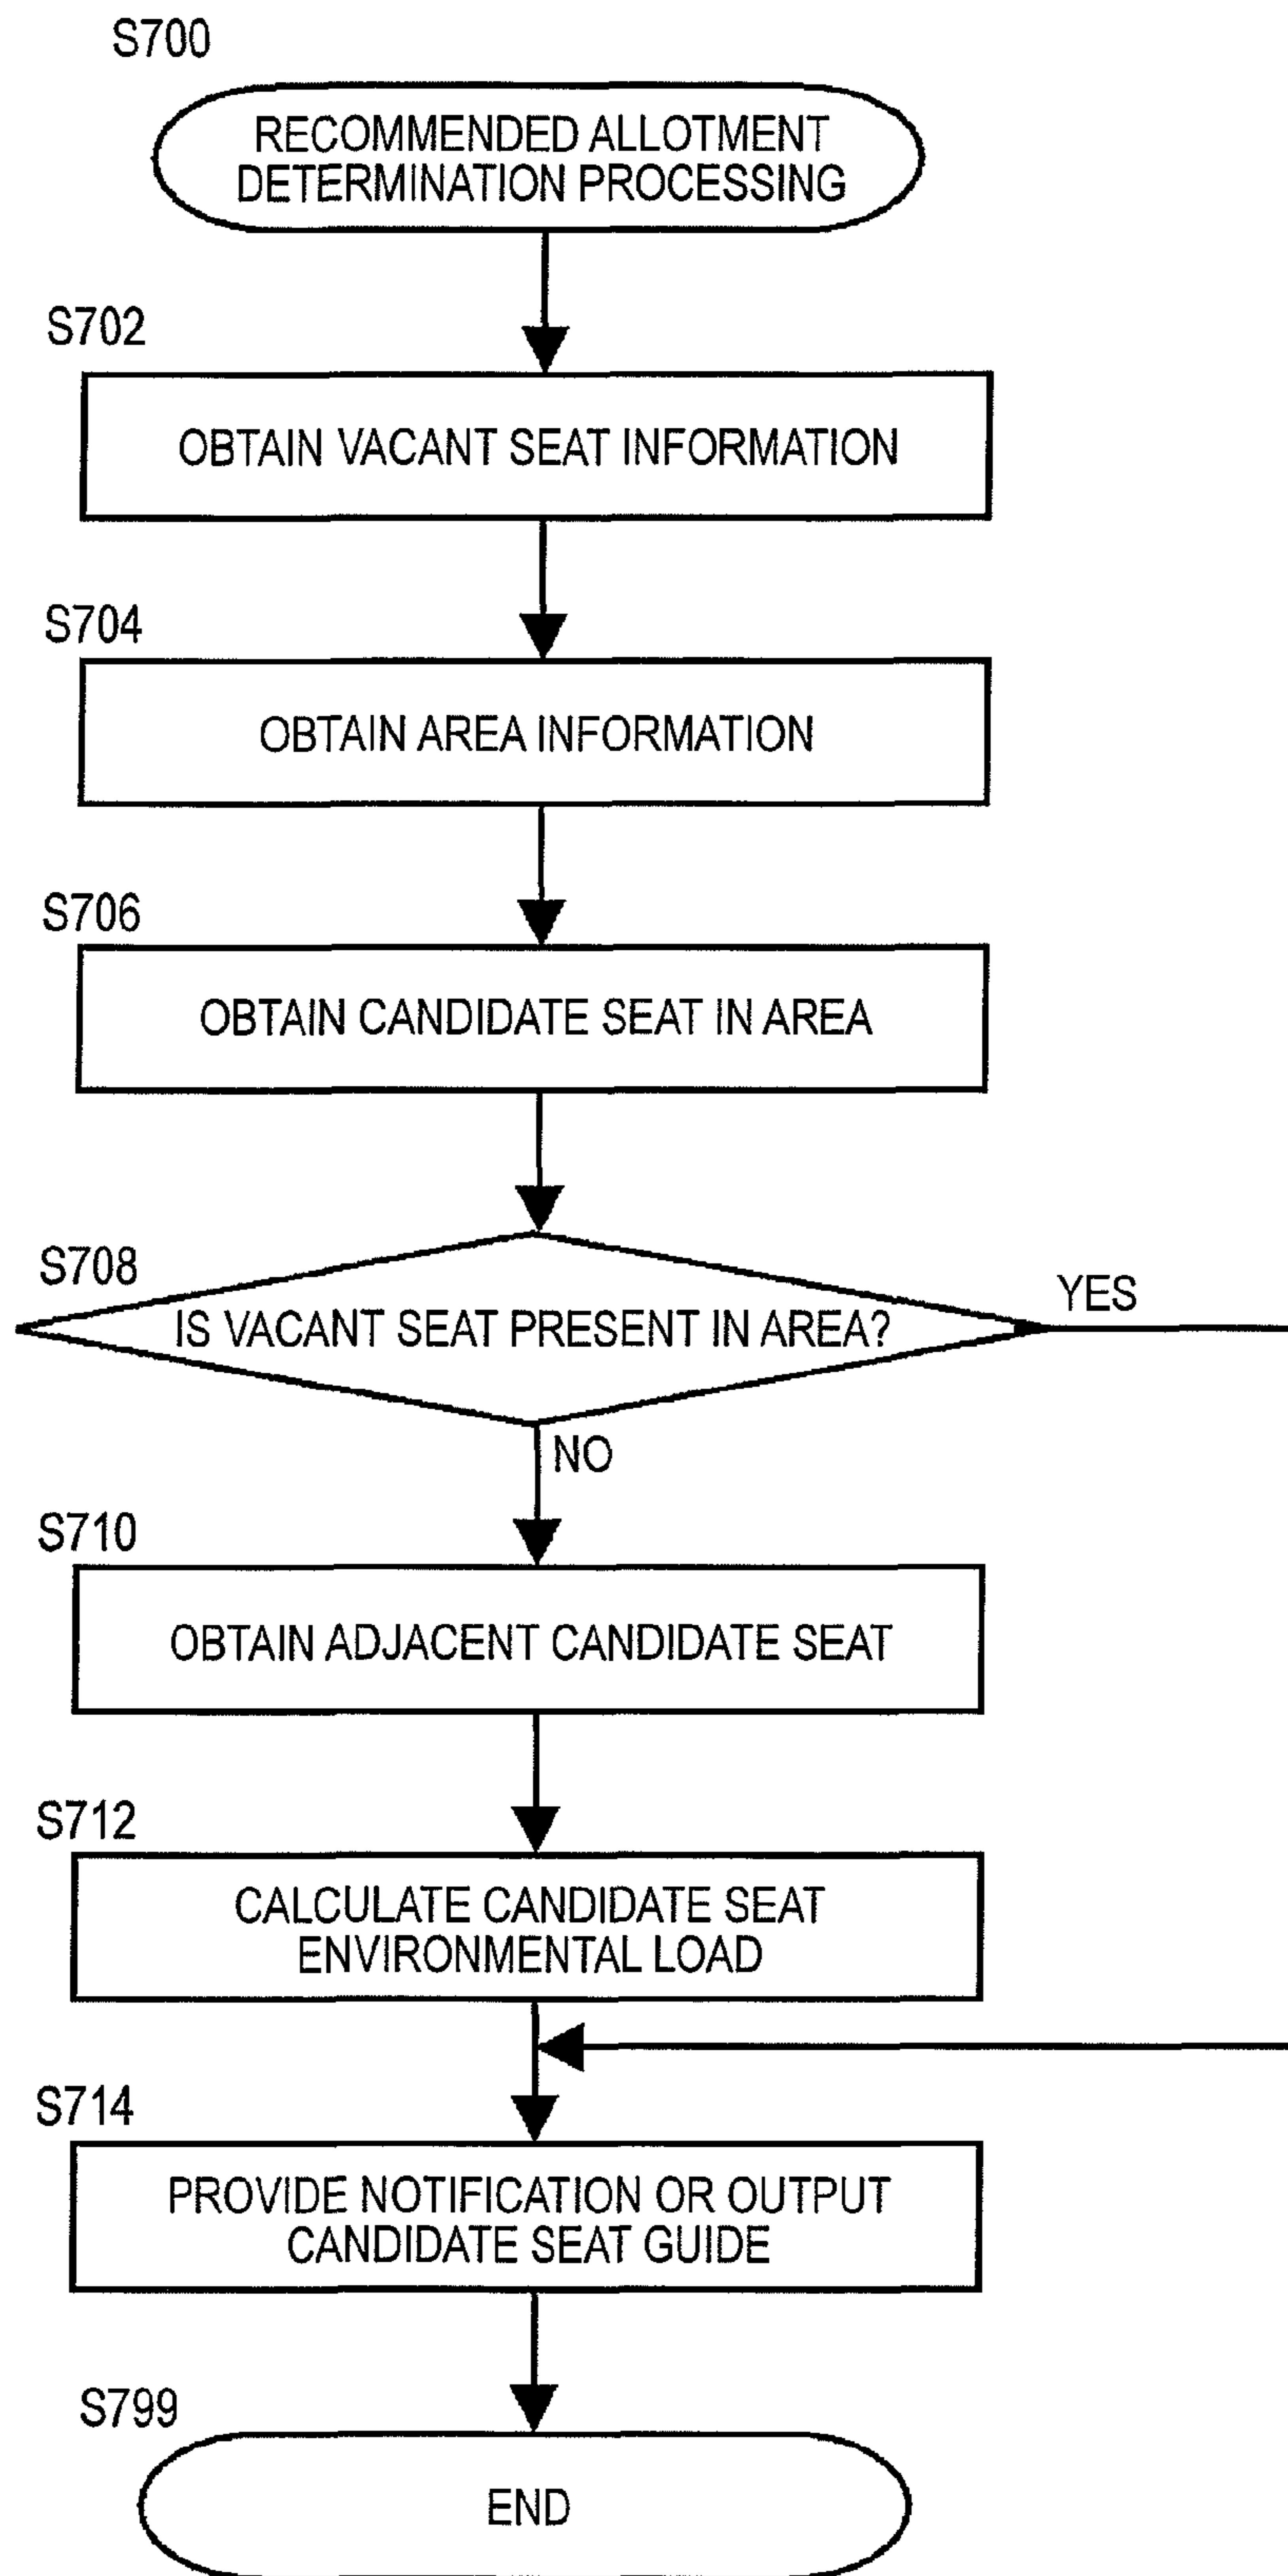 S700
RECOMMENDED ALLOTMENT
DETERMINATION PROCESSING
S702
OBTAIN VACANT SEAT INFORMATION
S704
OBTAIN AREA INFORMATION
S706
OBTAIN CANDIDATE SEAT IN AREA
S708
IS VACANT SEAT PRESENT IN AREA?
YES
NO
S710
OBTAIN ADJACENT CANDIDATE SEAT
S712
CALCULATE CANDIDATE SEAT
ENVIRONMENTAL LOAD
S714
PROVIDE NOTIFICATION OR OUTPUT
CANDIDATE SEAT GUIDE
S799
END